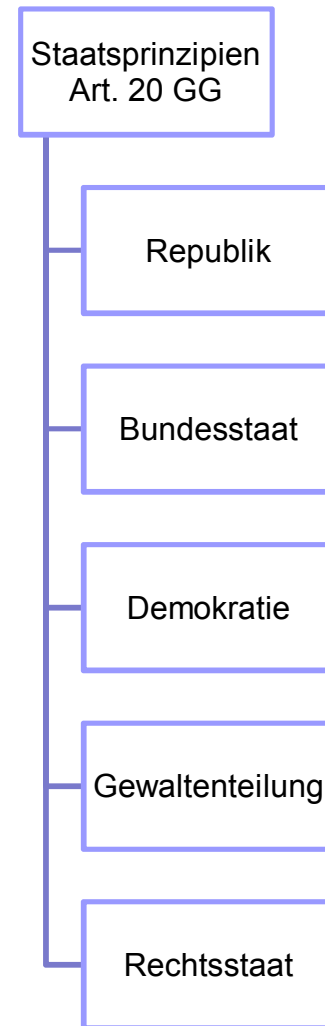 Staatsprinzipien
Art. 20 GG
Republik
Bundesstaat
Demokratie
Gewaltenteilung
Rechtsstaat